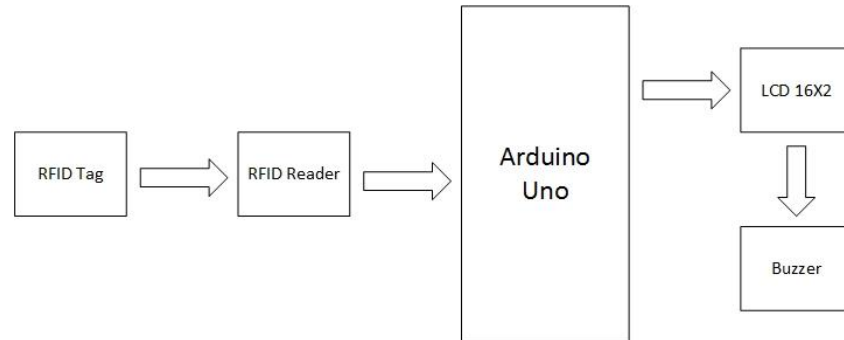 RFID Tag
RFID Reader
Arduino
Uno
LCD 16X2
Buzzer